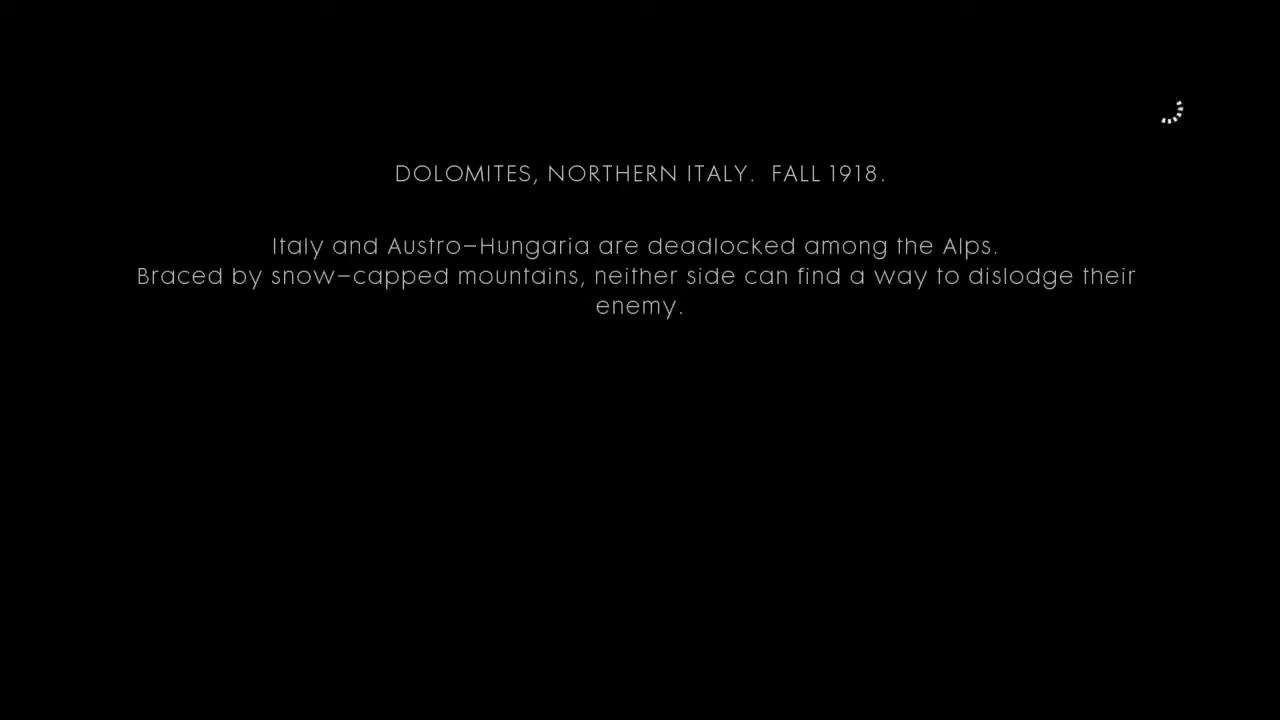 DOLOMITES, NORTHERN ITALY. FALL 1918.
Italy and Austro-Hungaria are deadlocked among the Alps.
Braced by snow-capped mountains, neither side can find a way to dislodge their
enemy.